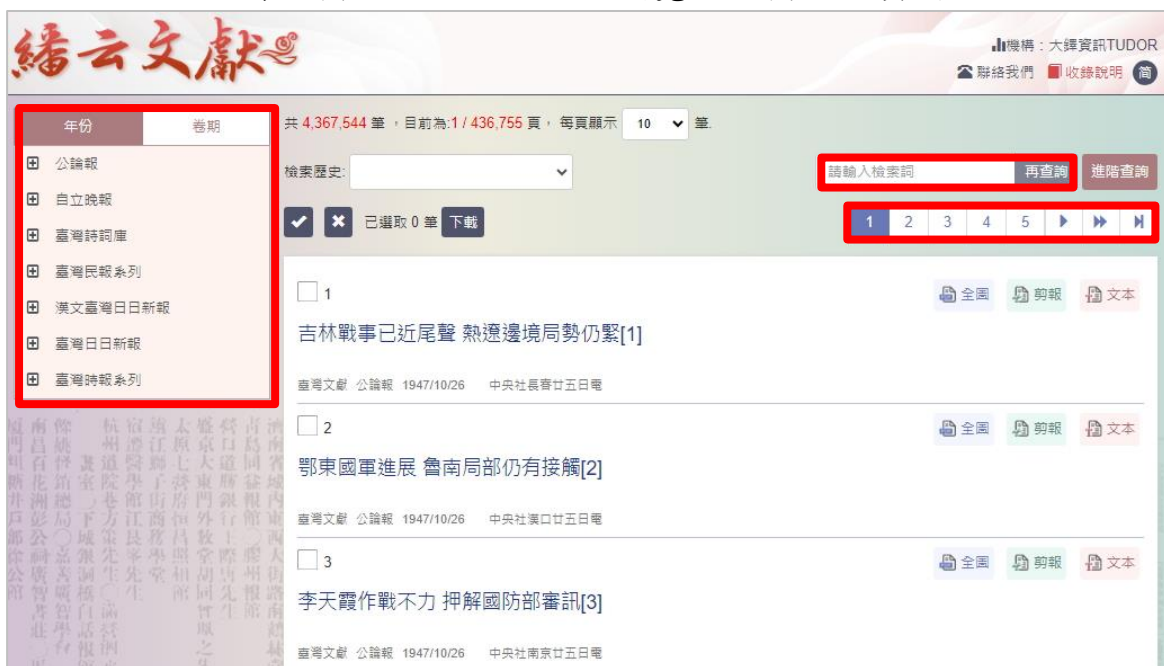 繙云文獻
機構：大鐸資訊TUDOR
聯絡我們 收錄說明 简
年份 卷期
公論報
自立晚報
臺灣詩詞庫
臺灣民報系列
漢文臺灣日日新報
臺灣日日新報
臺灣時報系列
共 4,367,544 筆，目前為:1 / 436,755 頁，每頁顯示 10 筆.
檢索歷史:
請輸入檢索詞 再查詢 進階查詢
已選取 0 筆 下載
1 2 3 4 5
1 全圖 剪報 文本
吉林戰事已近尾聲 熱遼邊境局勢仍緊[1]
臺灣文獻 公論報 1947/10/26 中央社長春廿五日電
2 全圖 剪報 文本
鄂東國軍進展 魯南局部仍有接觸[2]
臺灣文獻 公論報 1947/10/26 中央社漢口廿五日電
3 全圖 剪報 文本
李天霞作戰不力 押解國防部審訊[3]
臺灣文獻 公論報 1947/10/26 中央社南京廿五日電